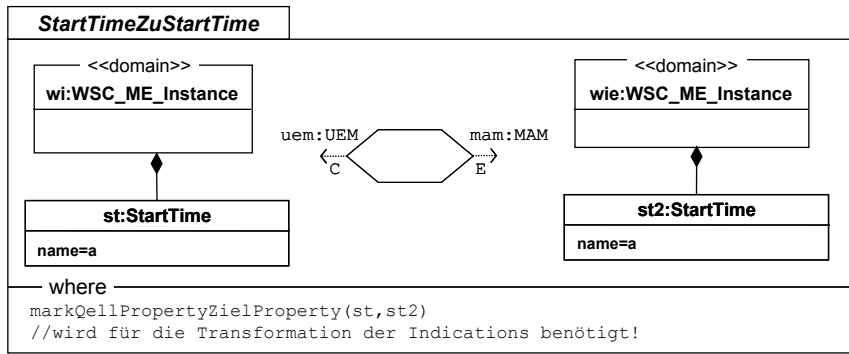 StartTimeZuStartTime
<<domain>>
wi:WSC_ME_Instance
<<domain>>
wie:WSC_ME_Instance
uem:UEM
mam:MAM
C
E
st:StartTime
name=a
st2:StartTime
name=a
where
markQellPropertyZielProperty(st,st2)
//wird für die Transformation der Indications benötigt!